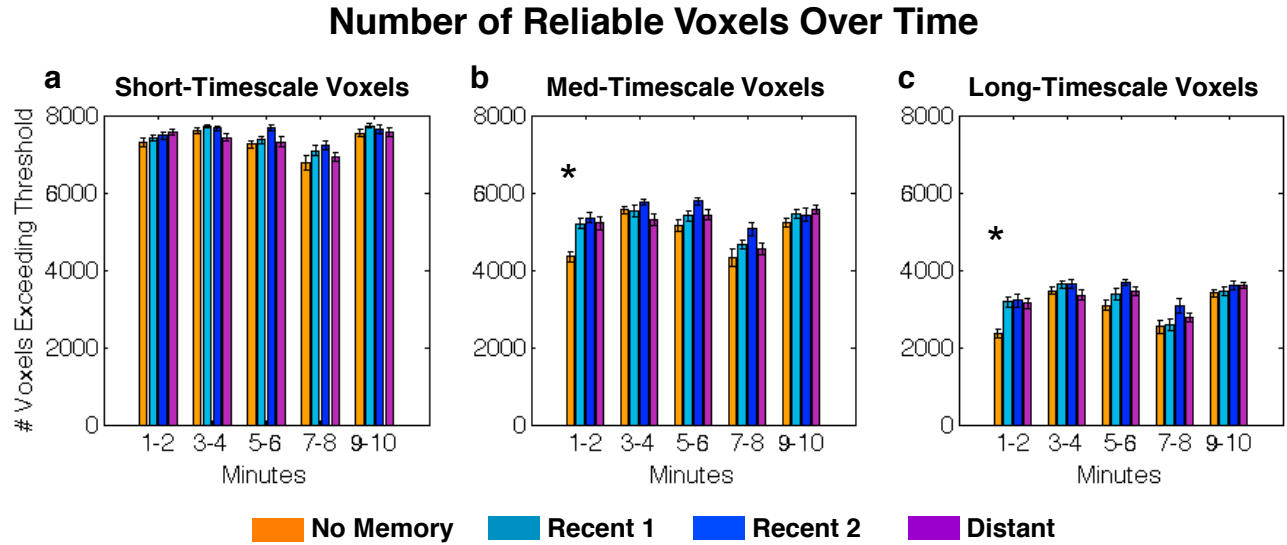 Number of Reliable Voxels Over Time
a Short-Timescale Voxels
# Voxels Exceeding Threshold
8000
6000
4000
2000
0
1-2 3-4 5-6 7-8 9-10
Minutes
b Med-Timescale Voxels
8000
6000
4000
2000
0
*
1-2 3-4 5-6 7-8 9-10
Minutes
c Long-Timescale Voxels
8000
6000
4000
2000
0
*
1-2 3-4 5-6 7-8 9-10
Minutes
No Memory Recent 1 Recent 2 Distant